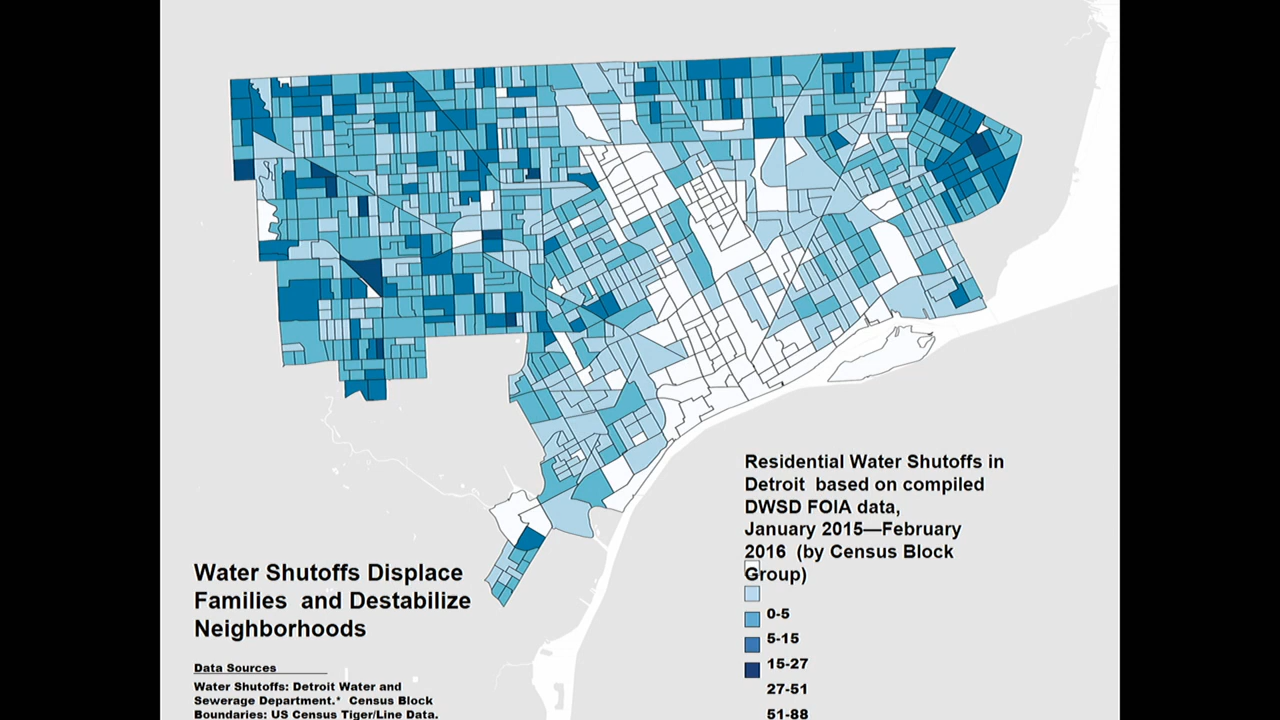 Residential Water Shutoffs in
Detroit based on compiled
DWSD FOIA data,
January 2015—February
2016 (by Census Block
Group)
0-5
5-15
15-27
27-51
51-88
Water Shutoffs Displace
Families and Destabilize
Neighborhoods
Data Sources
Water Shutoffs: Detroit Water and
Sewerage Department.* Census Block
Boundaries: US Census Tiger/Line Data.